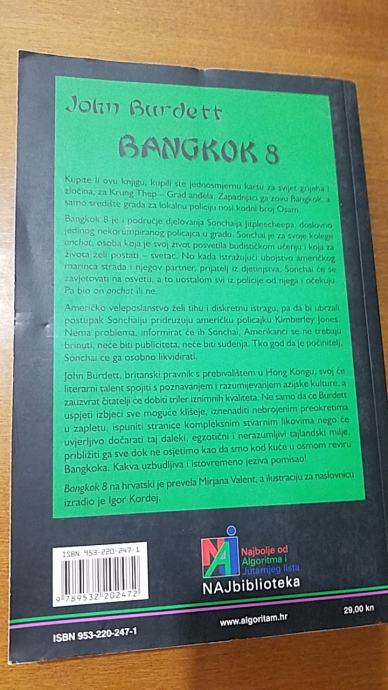 John Burdett
BANGKOK 8
Kupite li ovu knjigu, kupili ste jednosmjernu kartu za svijet grijeha i
zločina, za Krung Thep – Grad anđela. Zapadnjaci ga zovu Bangkok, a
samo središte grada za lokalnu policiju nosi kodni broj Osam.
Bangkok 8 je i područje djelovanja Sonchaija Jitpleecheepa, doslovno
jedinog nekorumpiranog policajca u gradu. Sonchai je za svoje kolege
arhat, osoba koja je svoj život posvetila budističkom učenju i koja za
života želi postati – svetac. No kada istražujući ubojstvo američkog
marinca strada i njegov partner, prijatelj iz djetinjstva, Sonchai će se
zavjetovati na osvetu, a to uostalom svi iz policije od njega i očekuju.
Pa bio on arhat ili ne.
Američko veleposlanstvo želi tihu i diskretnu istragu, pa da bi ubrzali
postupak Sonchaiju pridružuju američku policajku Kimberley Jones.
Nema problema, informirat će ih Sonchai, Amerikanci se ne trebaju
brinuti, neće biti publiciteta, neće biti suđenja. Tko god da je počinitelj,
Sonchai će ga osobno likvidirati.
John Burdett, britanski pravnik s prebivalištem u Hong Kongu, svoj će
literarni talent spojiti s poznavanjem i razumijevanjem azijske kulture, a
zauzvrat čitatelji će dobiti triler iznimnih kvaliteta. Ne samo da će Burdett
uspjeti izbjeći sve moguće klišeje, iznenaditi nebrojenim preokretima
u zapletu, ispuniti stranice kompleksnim stvarnim likovima nego će
uvjerljivo dočarati taj daleki, egzotični i nerazumljivi tajlandski milje,
približiti ga sve dok ne osjetimo kao da smo kod kuće u osmom reviru
Bangkoka. Kakva uzbudljiva i istovremeno jeziva pomisao!
Bangkok 8 na hrvatski je prevela Mirjana Valent, a ilustraciju za naslovnicu
izradio je Igor Kordej.
ISBN 953-220-247-1
9 789532 202472
NAJ
Najbolje od
Algoritma i
Jutarnjeg lista
NAJbiblioteka
ISBN 953-220-247-1
www.algoritam.hr
29,00 kn